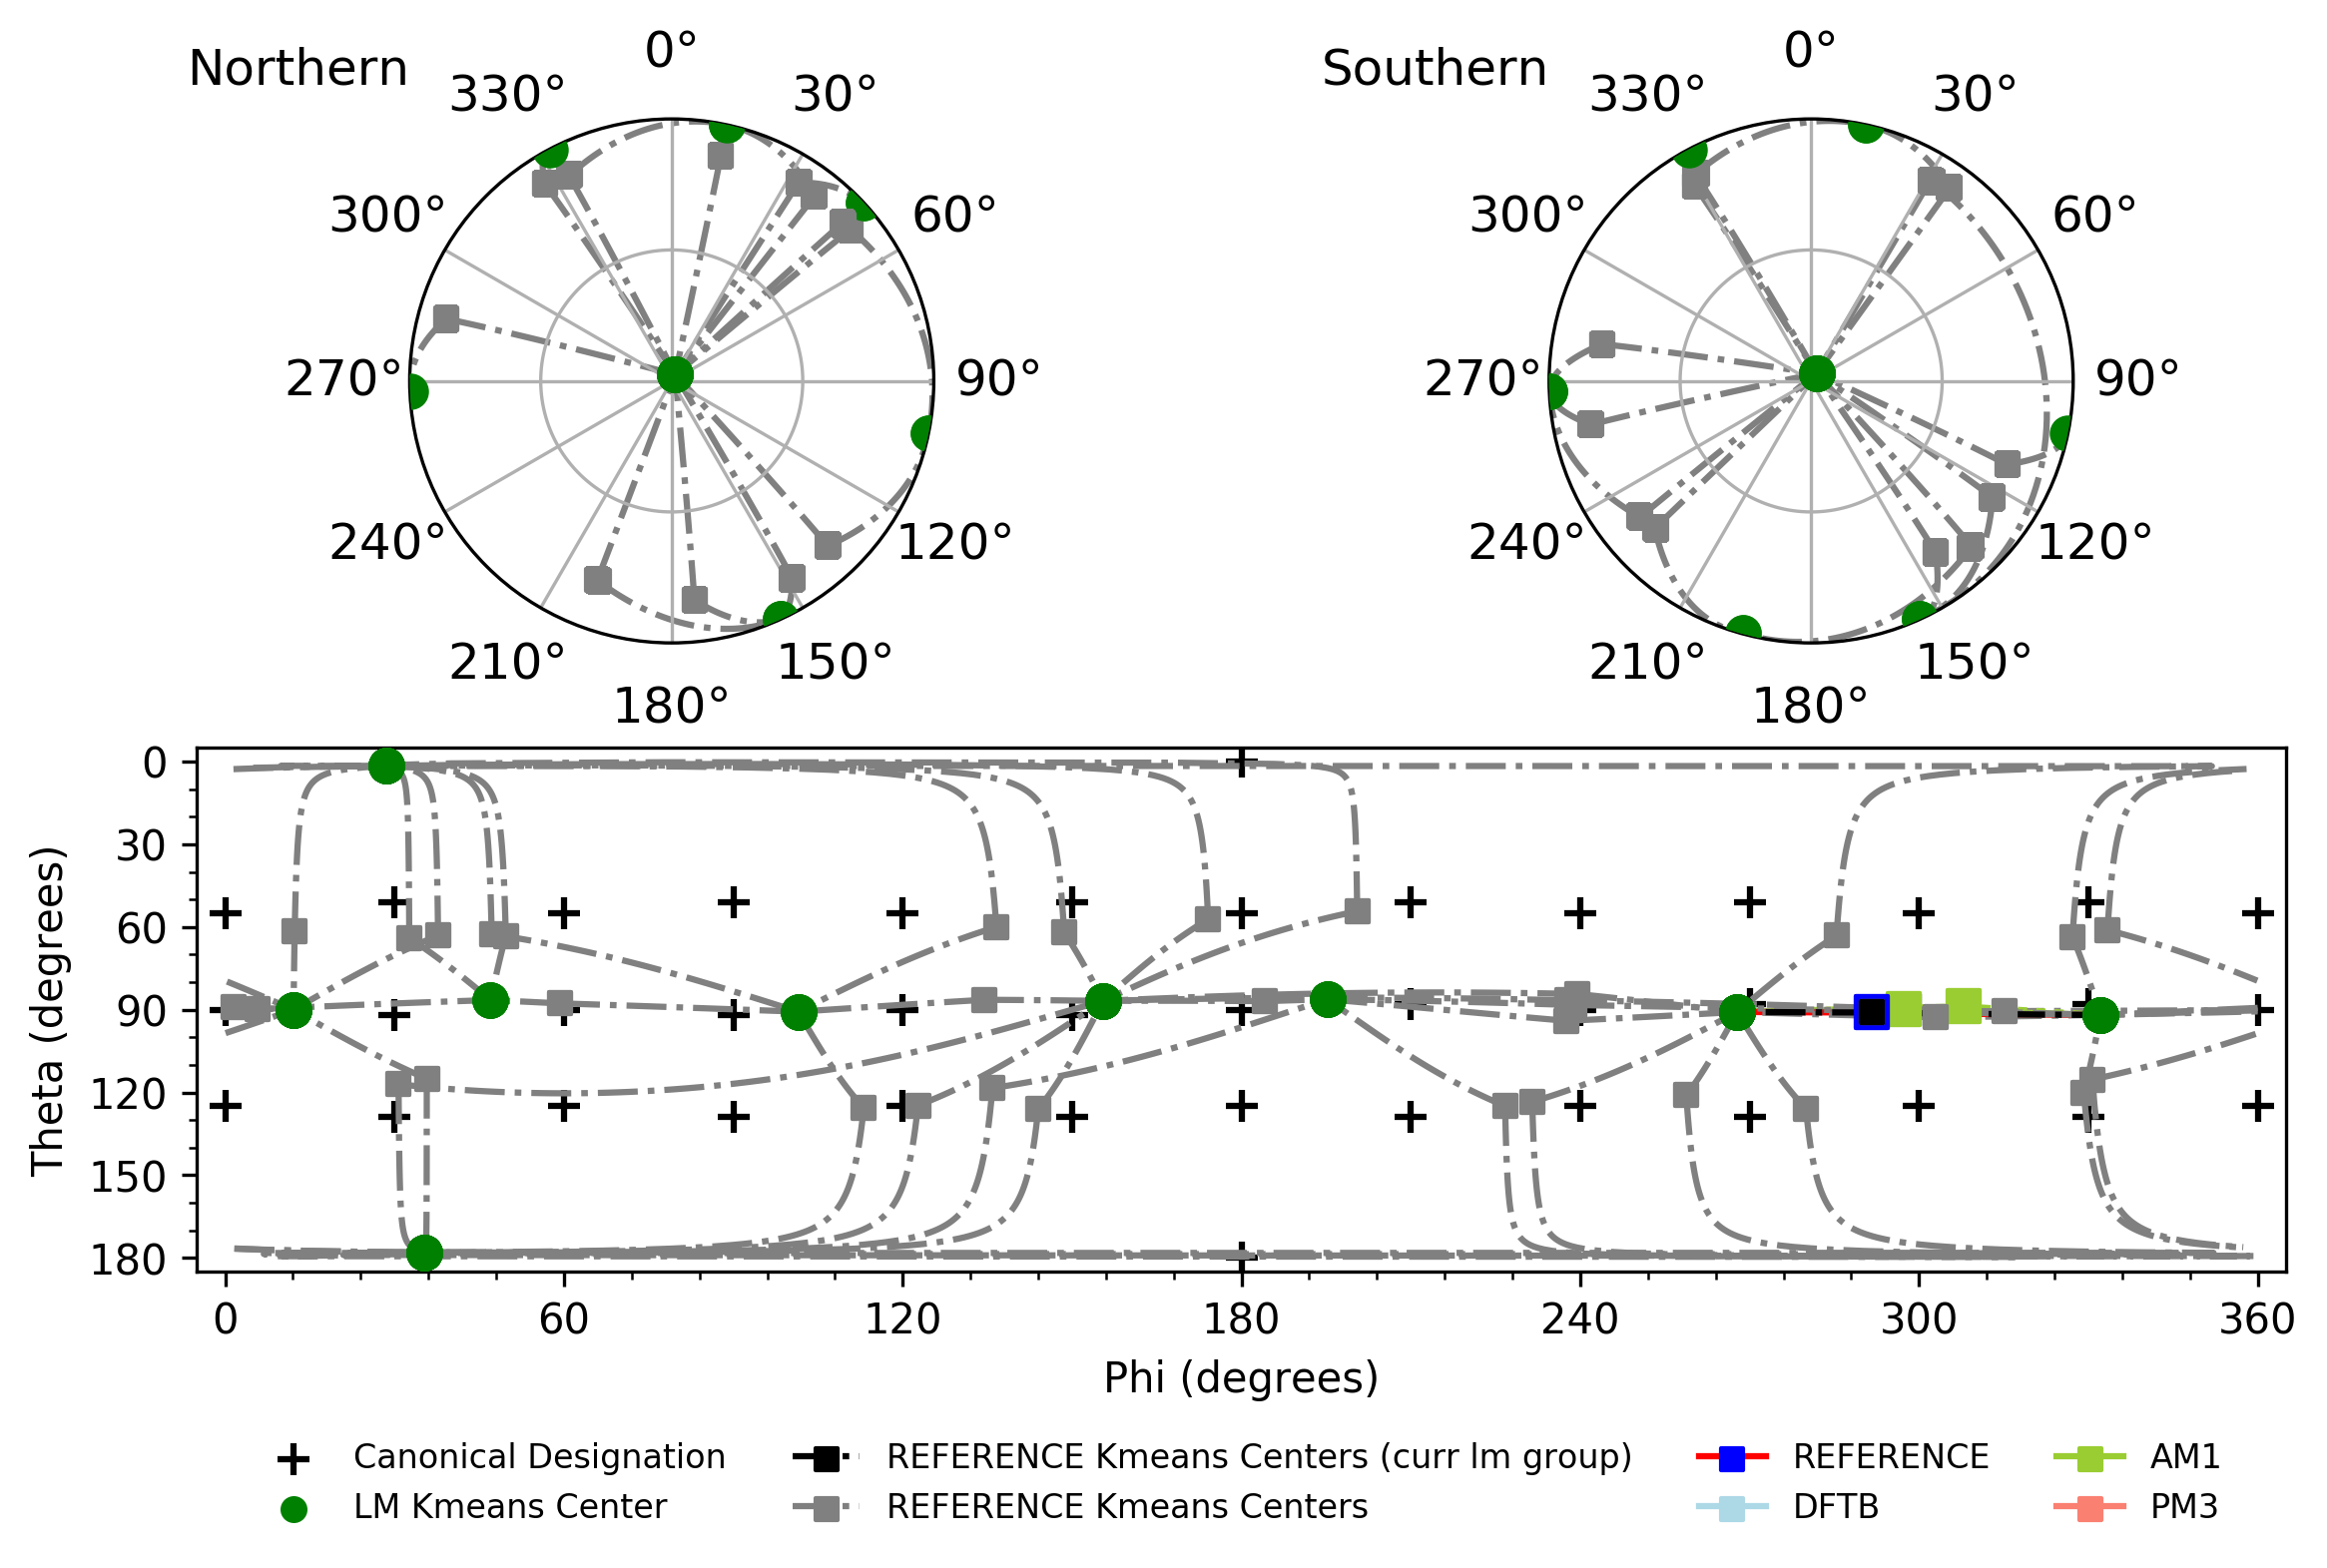 Northern
0°
30°
60°
90°
120°
150°
180°
210°
240°
270°
300°
330°
Southern
0°
30°
60°
90°
120°
150°
180°
210°
240°
270°
300°
330°
Theta (degrees)
0
30
60
90
120
150
180
0 60 120 180 240 300 360
Phi (degrees)
Canonical Designation
LM Kmeans Center
REFERENCE Kmeans Centers (curr lm group)
REFERENCE Kmeans Centers
REFERENCE
DFTB
AM1
PM3